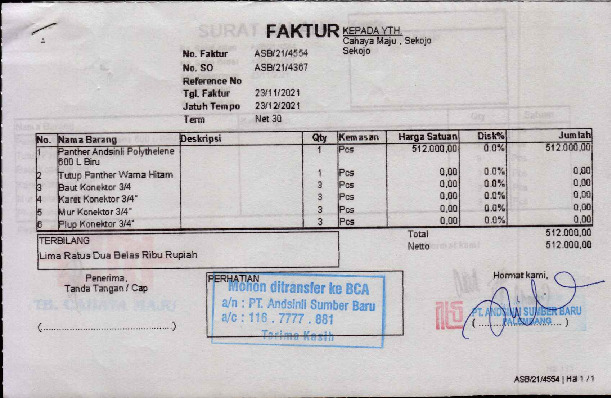 FAKTUR
KEPADA YTH.
Cahaya Maju , Sekojo
Sekojo
No. Faktur ASB/21/4554
No. SO ASB/21/4367
Reference No
Tgl. Faktur 23/11/2021
Jatuh Tempo 23/12/2021
Term Net 30
No. Nama Barang Deskripsi Qty Kemasan Harga Satuan Disk% Jumlah
1 Panther Andsinli Polythelene 1 Pcs 512.000,00 0.0% 512.000,00
600 L Biru
2 Tutup Panther Warna Hitam 1 Pcs 0,00 0.0% 0,00
3 Baut Konektor 3/4 3 Pcs 0,00 0.0% 0,00
4 Karet Konektor 3/4" 3 Pcs 0,00 0.0% 0,00
5 Mur Konektor 3/4" 3 Pcs 0,00 0.0% 0,00
6 Plup Konektor 3/4" 3 Pcs 0,00 0.0% 0,00
Total 512.000,00
Netto 512.000,00
TERBILANG
Lima Ratus Dua Belas Ribu Rupiah
Penerima,
Tanda Tangan / Cap
(..................................)
PERHATIAN
Mohon ditransfer ke BCA
a/n : PT. Andsinli Sumber Baru
a/c : 116 . 7777 . 881
Terima Kasih
Hormat kami,
PT. ANDSINLI SUMBER BARU
PALEMBANG
ASB/21/4554 | Hal 1 / 1